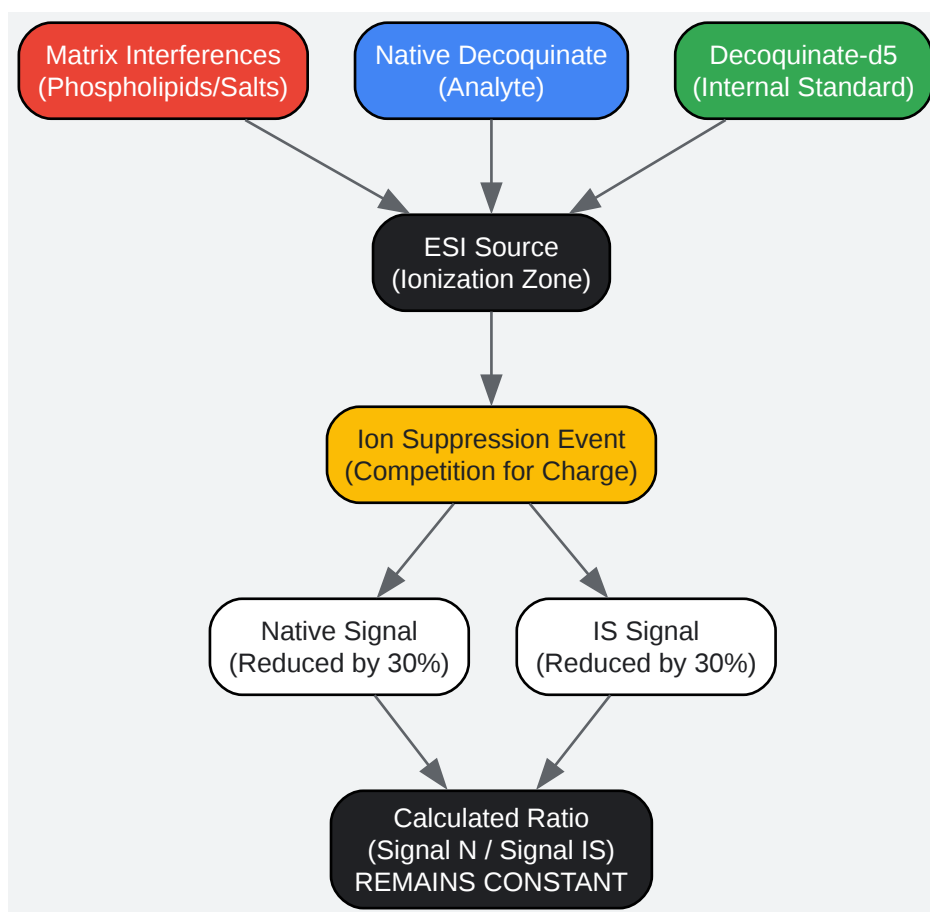 Matrix Interferences
(Phospholipids/Salts)
Native Decoquinate
(Analyte)
Decoquinate-d5
(Internal Standard)
ESI Source
(Ionization Zone)
Ion Suppression Event
(Competition for Charge)
Native Signal
(Reduced by 30%)
IS Signal
(Reduced by 30%)
Calculated Ratio
(Signal N / Signal IS)
REMAINS CONSTANT